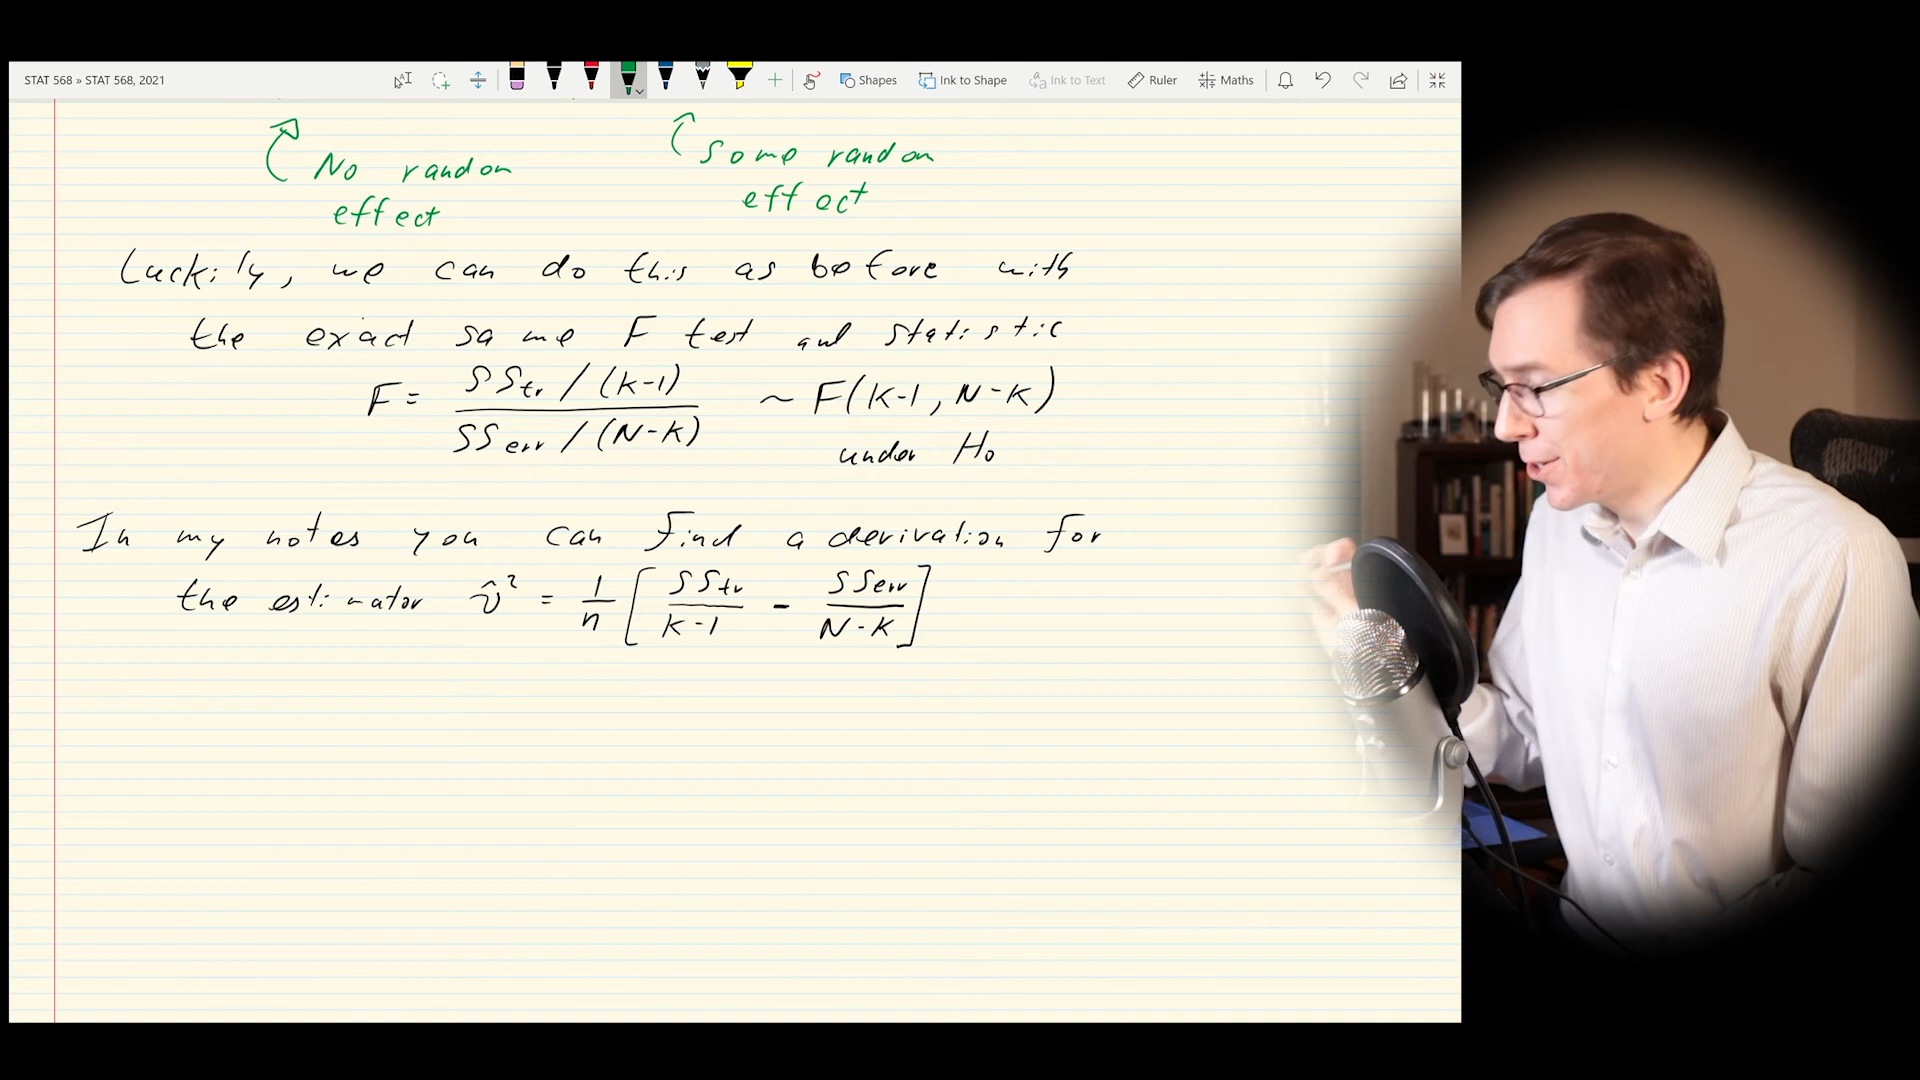 STAT 568 » STAT 568, 2021
Shapes Ink to Shape Ink to Text Ruler Maths
No random
effect
Some random
effect
Luckily, we can do this as before with
the exact same F test and statistic
F = SStr / (k-1) / SSerr / (N-k) ~ F(k-1, N-k)
under H0
In my notes you can find a derivation for
the estimator υ̂² = 1/n [ SStr / k-1 - SSerr / N-k ]